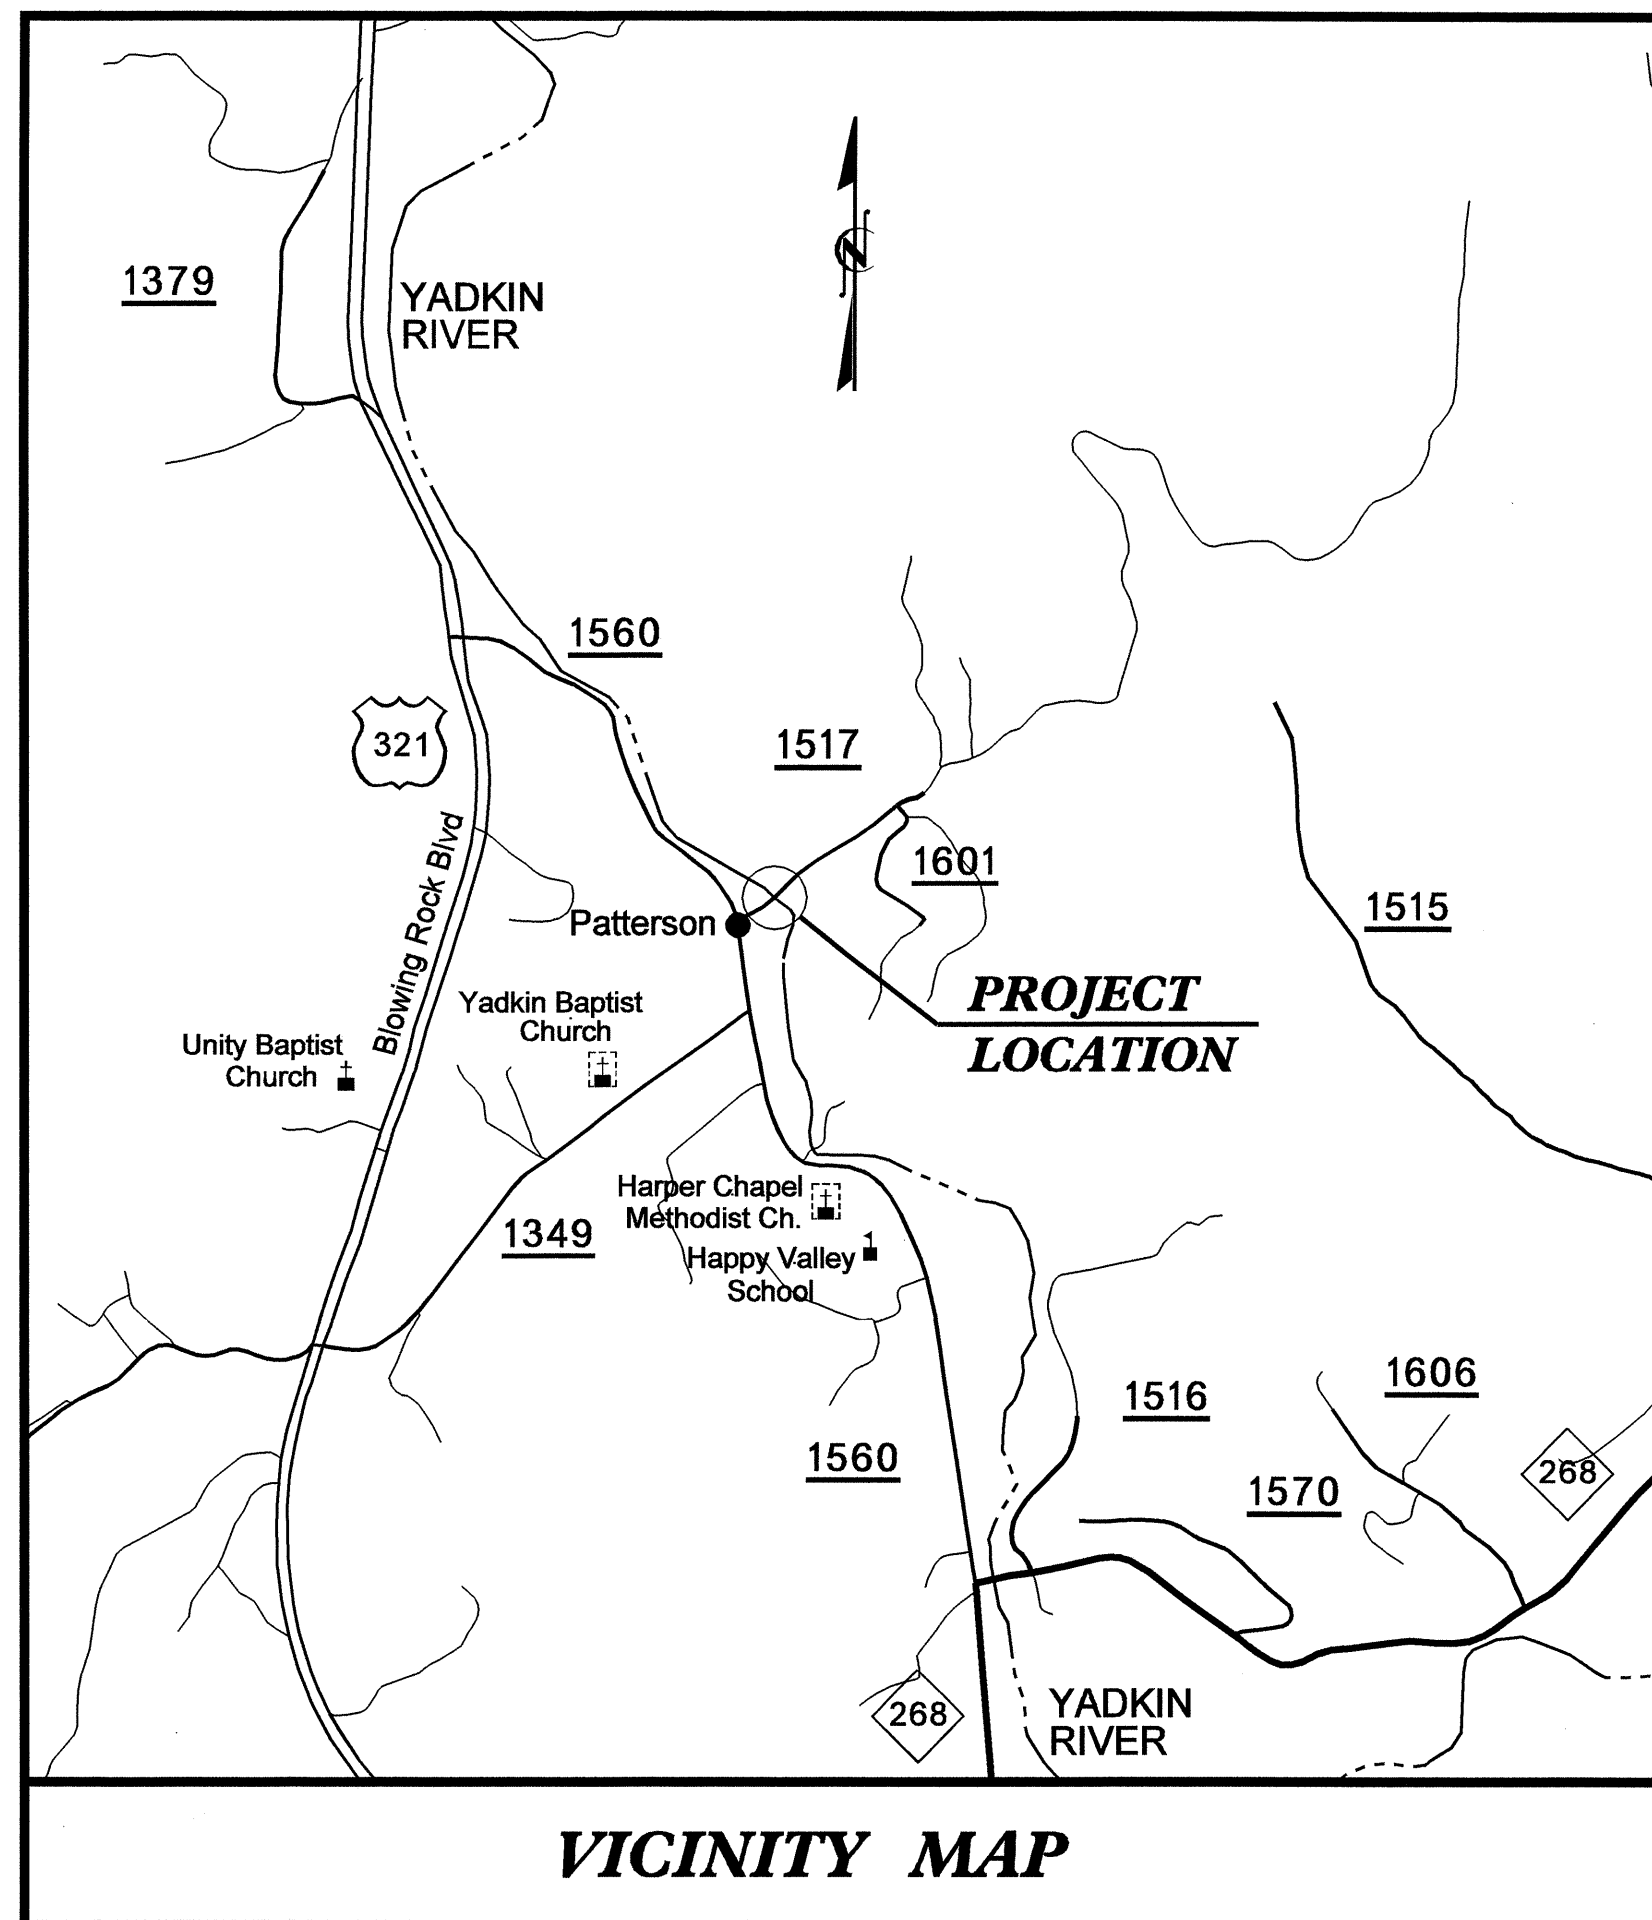 N
1379
YADKIN
RIVER
1560
321
1517
1601
1515
Blowing Rock Blvd
Patterson
PROJECT
LOCATION
Yadkin Baptist
Church
Unity Baptist
Church
Harper Chapel
Methodist Ch.
1349
Happy Valley
School
1606
1516
1560
1570
268
268
YADKIN
RIVER
VICINITY MAP